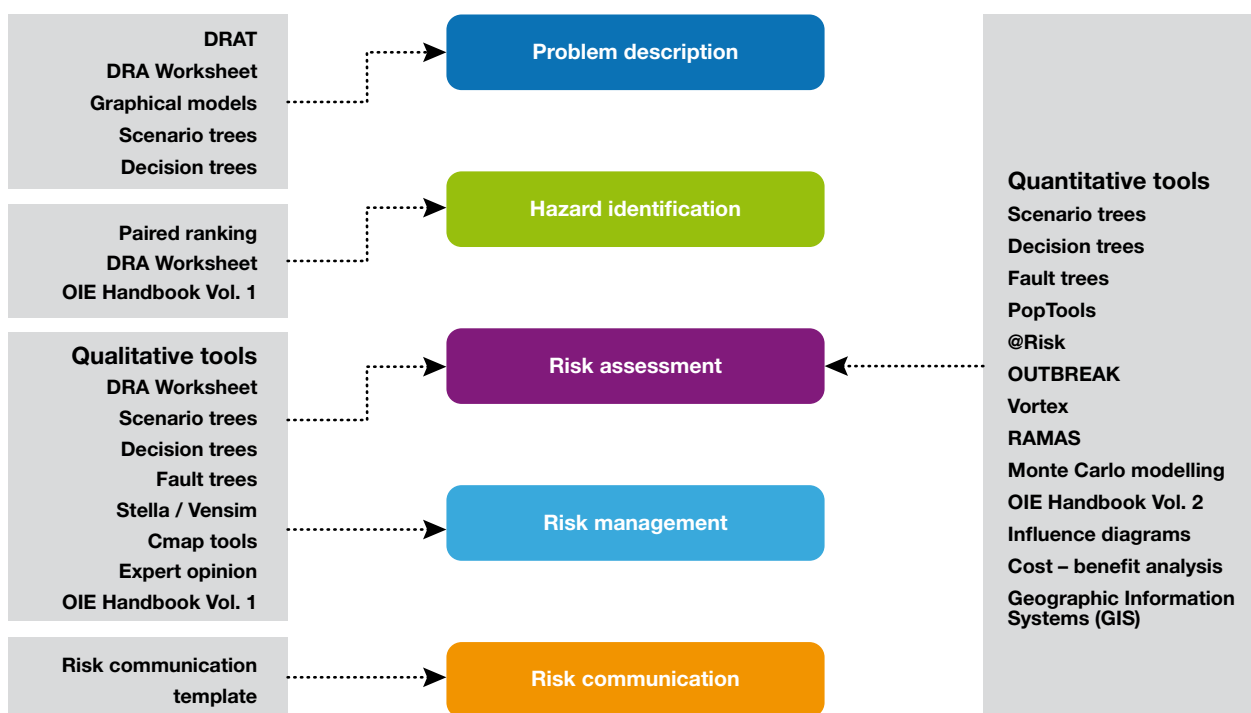 DRAT
DRA Worksheet
Graphical models
Scenario trees
Decision trees
Paired ranking
DRA Worksheet
OIE Handbook Vol. 1
Qualitative tools
DRA Worksheet
Scenario trees
Decision trees
Fault trees
Stella / Vensim
Cmap tools
Expert opinion
OIE Handbook Vol. 1
Risk communication
template
Problem description
Hazard identification
Risk assessment
Risk management
Risk communication
Quantitative tools
Scenario trees
Decision trees
Fault trees
PopTools
@Risk
OUTBREAK
Vortex
RAMAS
Monte Carlo modelling
OIE Handbook Vol. 2
Influence diagrams
Cost – benefit analysis
Geographic Information
Systems (GIS)